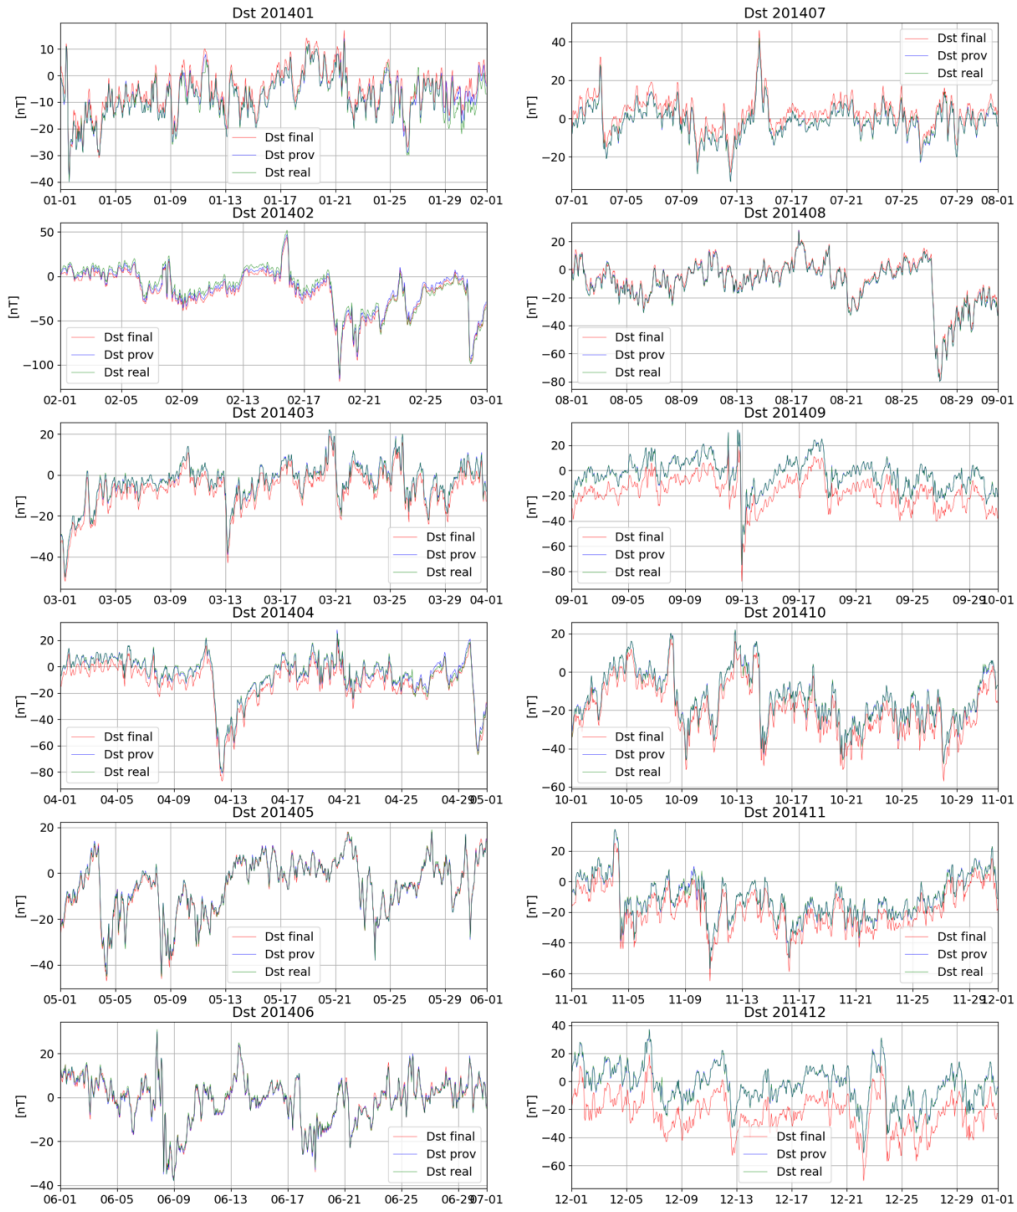 Dst 201401
[nT]
10
0
−10
−20
−30
−40
Dst final
Dst prov
Dst real
01-01 01-05 01-09 01-13 01-17 01-21 01-25 01-29 02-01
Dst 201402
[nT]
50
0
−50
−100
Dst final
Dst prov
Dst real
02-01 02-05 02-09 02-13 02-17 02-21 02-25 03-01
Dst 201403
[nT]
20
0
−20
−40
Dst final
Dst prov
Dst real
03-01 03-05 03-09 03-13 03-17 03-21 03-25 03-29 04-01
Dst 201404
[nT]
20
0
−20
−40
−60
−80
Dst final
Dst prov
Dst real
04-01 04-05 04-09 04-13 04-17 04-21 04-25 04-29 05-01
Dst 201405
[nT]
20
0
−20
−40
Dst final
Dst prov
Dst real
05-01 05-05 05-09 05-13 05-17 05-21 05-25 05-29 06-01
Dst 201406
[nT]
20
0
−20
−40
Dst final
Dst prov
Dst real
06-01 06-05 06-09 06-13 06-17 06-21 06-25 06-29 07-01
Dst 201407
[nT]
40
20
0
−20
Dst final
Dst prov
Dst real
07-01 07-05 07-09 07-13 07-17 07-21 07-25 07-29 08-01
Dst 201408
[nT]
20
0
−20
−40
−60
−80
Dst final
Dst prov
Dst real
08-01 08-05 08-09 08-13 08-17 08-21 08-25 08-29 09-01
Dst 201409
[nT]
20
0
−20
−40
−60
−80
Dst final
Dst prov
Dst real
09-01 09-05 09-09 09-13 09-17 09-21 09-25 09-29 10-01
Dst 201410
[nT]
20
0
−20
−40
−60
Dst final
Dst prov
Dst real
10-01 10-05 10-09 10-13 10-17 10-21 10-25 10-29 11-01
Dst 201411
[nT]
20
0
−20
−40
−60
Dst final
Dst prov
Dst real
11-01 11-05 11-09 11-13 11-17 11-21 11-25 11-29 12-01
Dst 201412
[nT]
40
20
0
−20
−40
−60
Dst final
Dst prov
Dst real
12-01 12-05 12-09 12-13 12-17 12-21 12-25 12-29 01-01